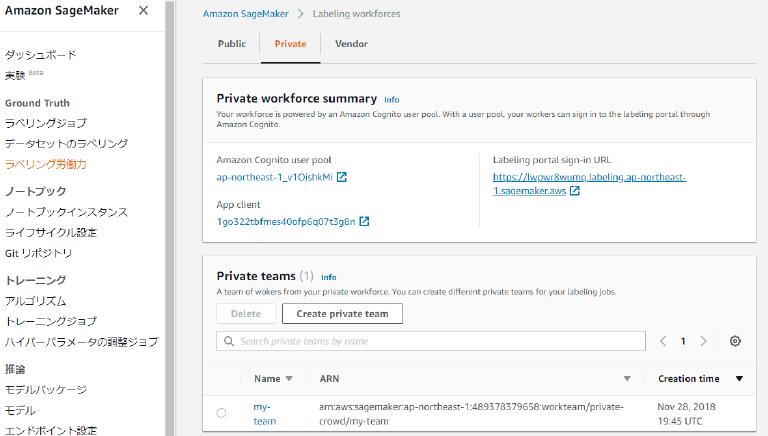 Amazon SageMaker
ダッシュボード
実験 Beta
Ground Truth
ラベリングジョブ
データセットのラベリング
ラベリング労働力
ノートブック
ノートブックインスタンス
ライフサイクル設定
Git リポジトリ
トレーニング
アルゴリズム
トレーニングジョブ
ハイパーパラメータの調整ジョブ
推論
モデルパッケージ
モデル
エンドポイント設定
Amazon SageMaker > Labeling workforces
Public Private Vendor
Private workforce summary Info
Your workforce is powered by an Amazon Cognito user pool. With a user pool, your workers can sign in to the labeling portal through
Amazon Cognito.
Amazon Cognito user pool
ap-northeast-1_v1OishkMi
App client
1go322tbfmes40ofp6q07t3g8n
Labeling portal sign-in URL
https://lwpwr8wumq.labeling.ap-northeast-
1.sagemaker.aws
Private teams (1) Info
A team of wokers from your private workforce. You can create different private teams for your labeling jobs.
Delete Create private team
Search private teams by name
1
Name ARN Creation time
my-
team
arn:aws:sagemaker:ap-northeast-1:489378379658:workteam/private-
crowd/my-team
Nov 28, 2018
19:45 UTC